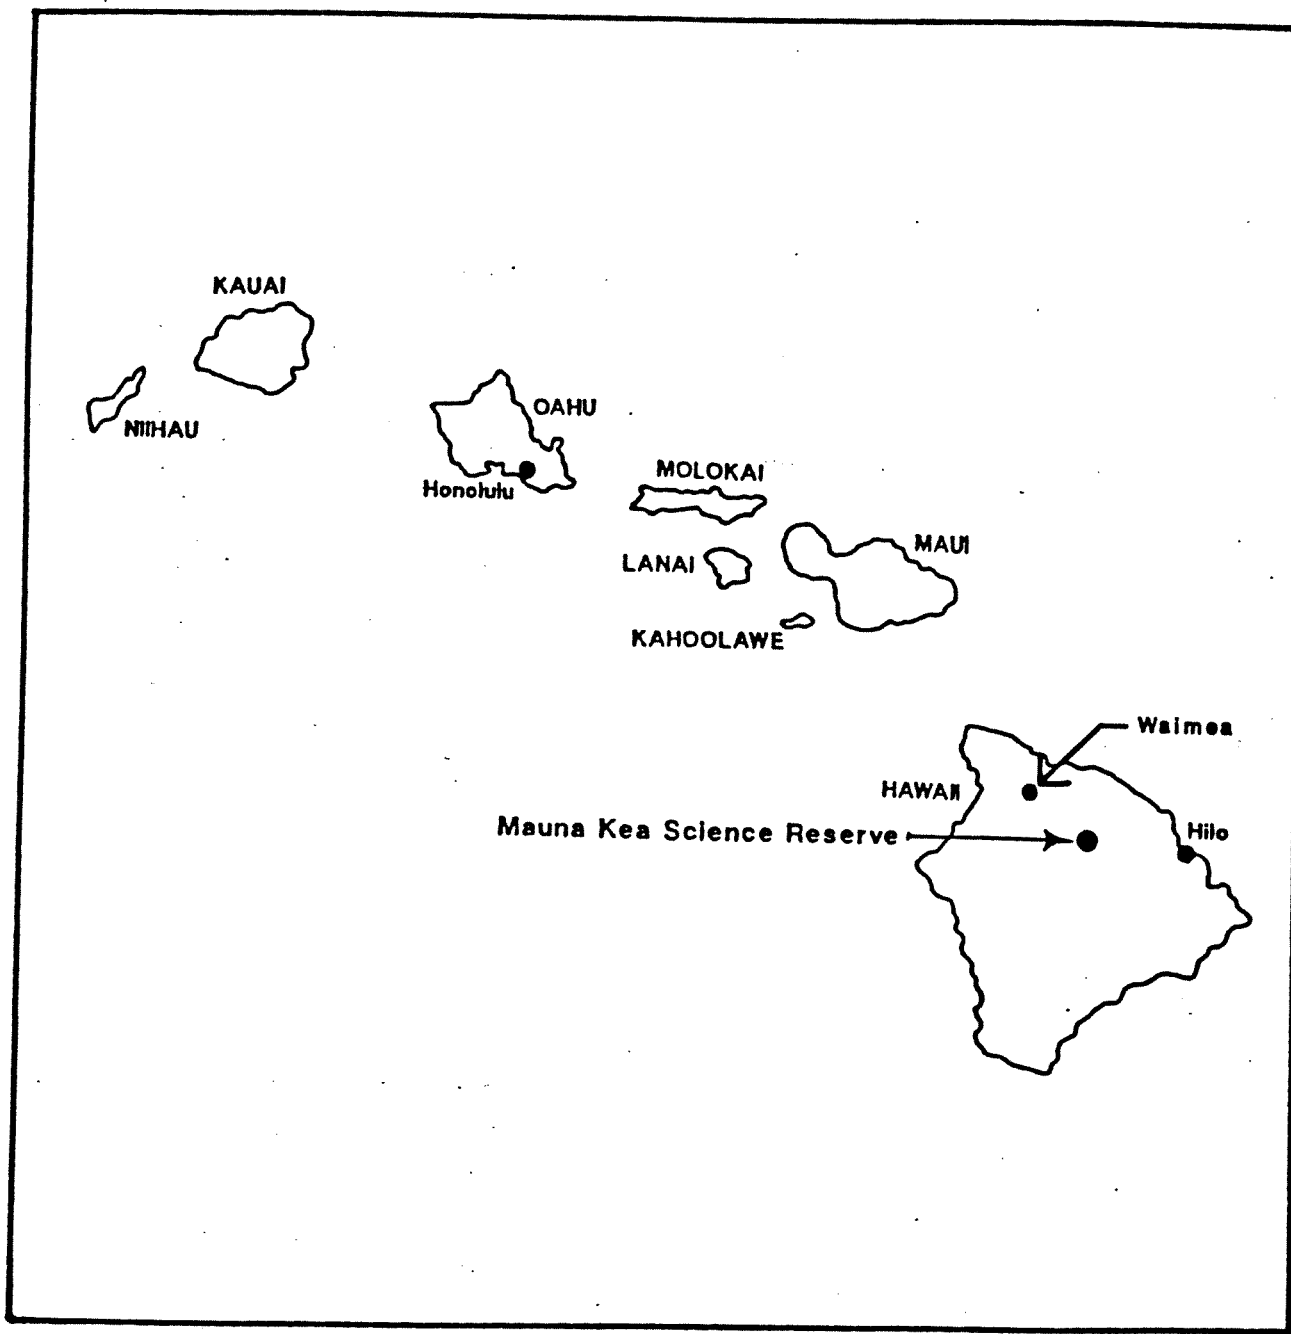 KAUAI
NIIHAU
OAHU
Honolulu
MOLOKAI
LANAI
MAUI
KAHOOLAWE
Waimea
HAWAII
Mauna Kea Science Reserve
Hilo